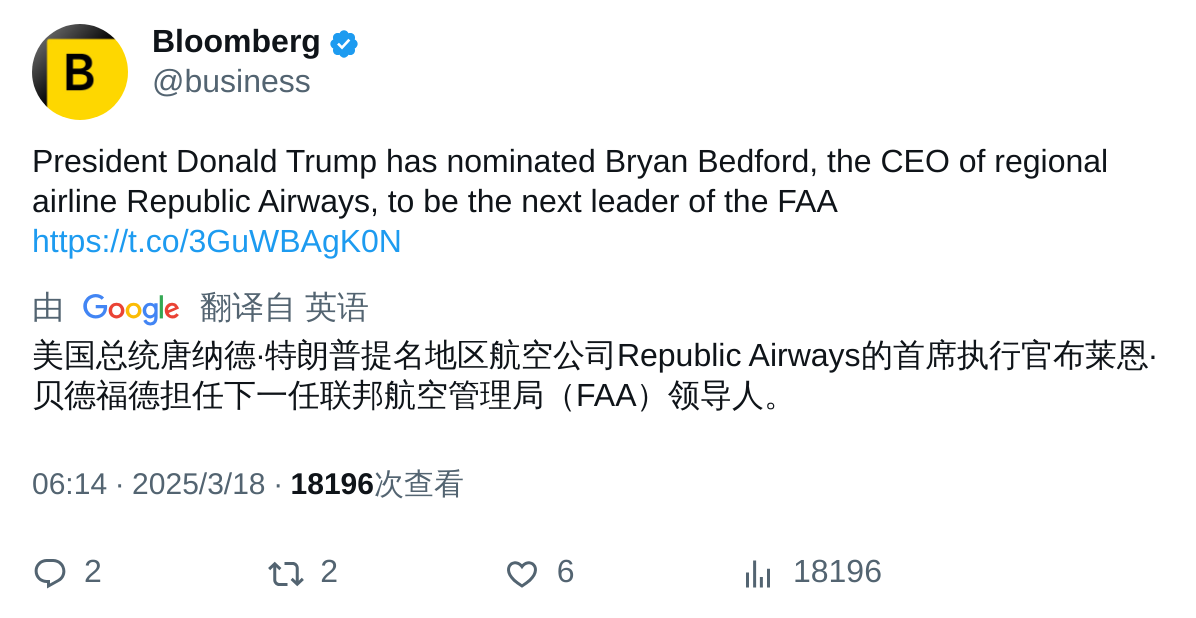 B
Bloomberg
@business
President Donald Trump has nominated Bryan Bedford, the CEO of regional
airline Republic Airways, to be the next leader of the FAA
https://t.co/3GuWBAgK0N
由 Google 翻译自 英语
美国总统唐纳德·特朗普提名地区航空公司Republic Airways的首席执行官布莱恩·
贝德福德担任下一任联邦航空管理局（FAA）领导人。
06:14 · 2025/3/18 · 18196次查看
2 2 6 18196